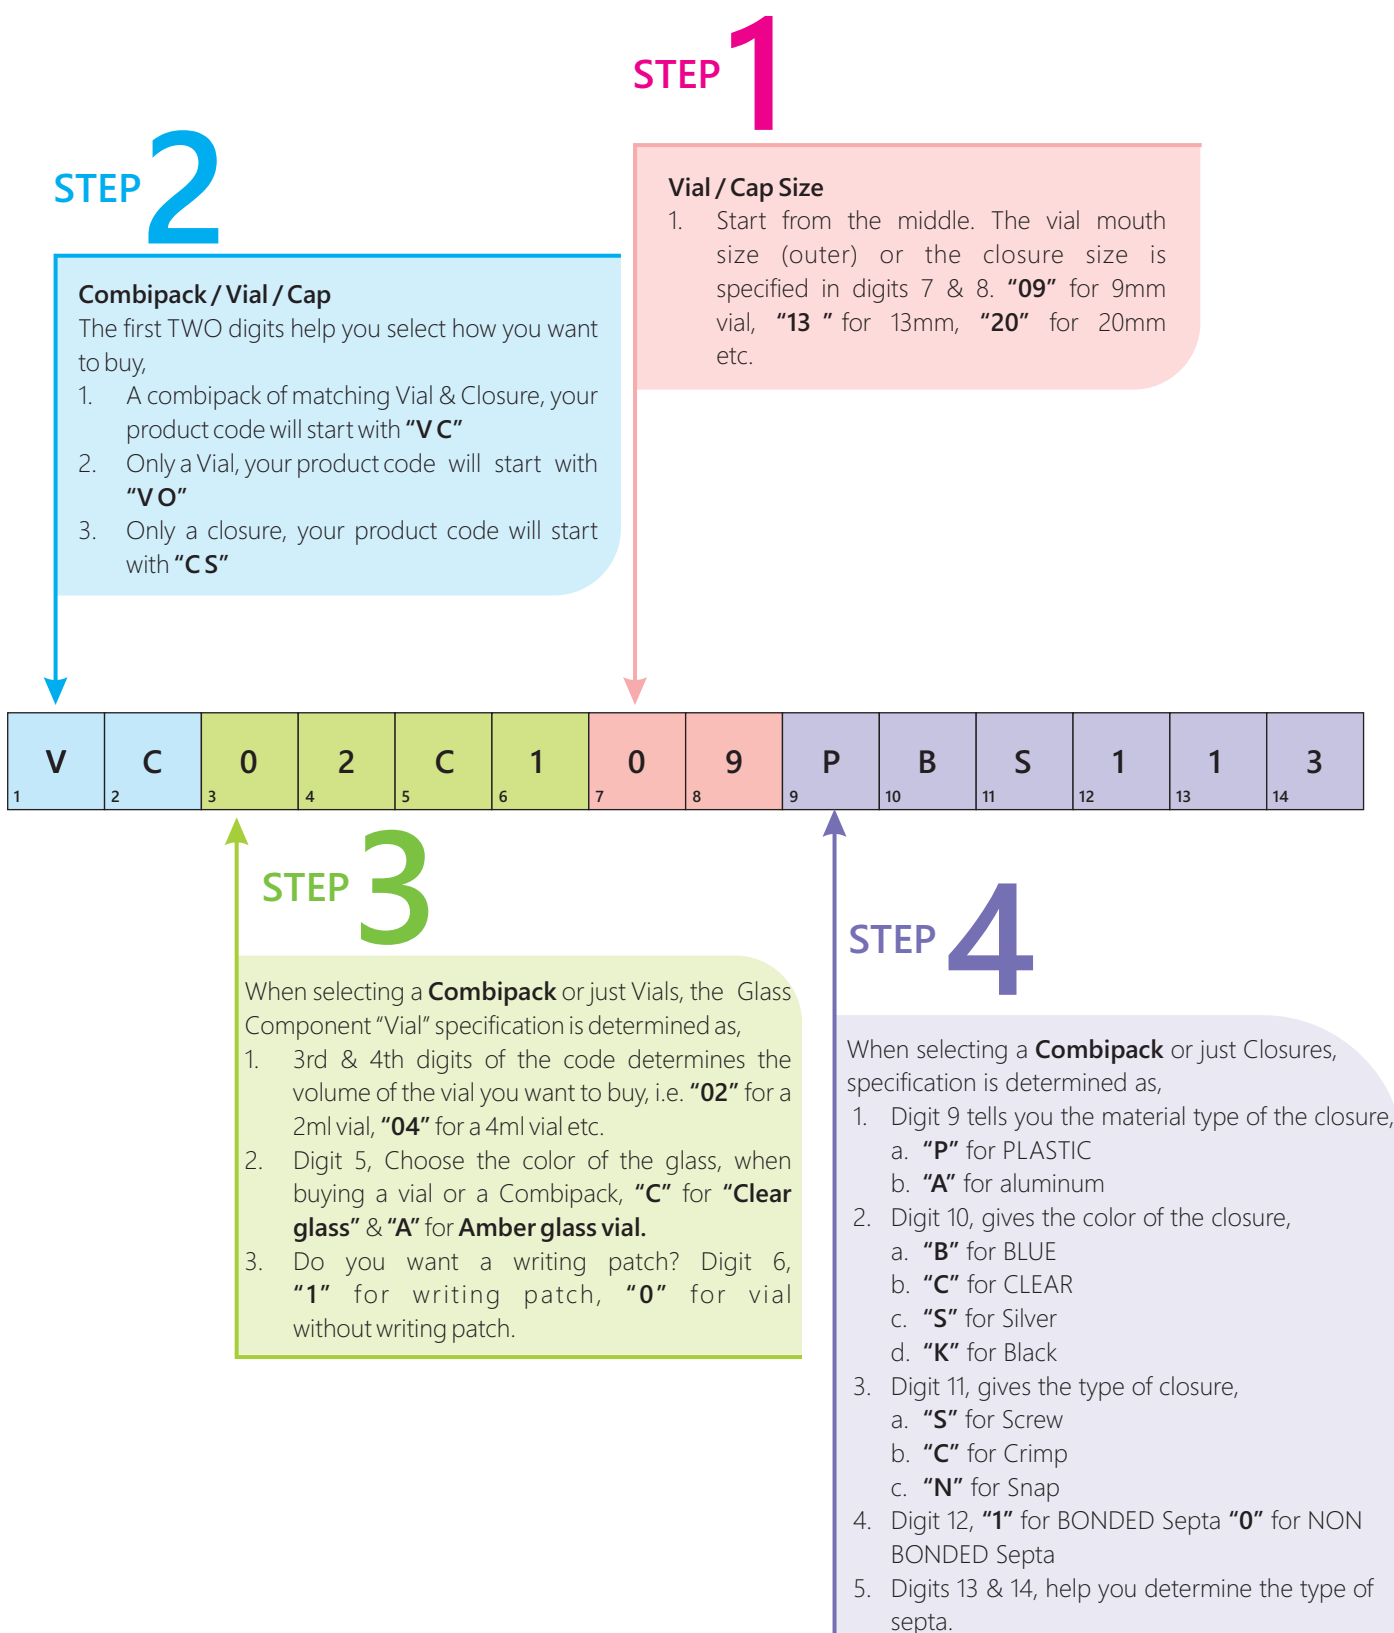 STEP 1
Vial / Cap Size
1. Start from the middle. The vial mouth
size (outer) or the closure size is
specified in digits 7 & 8. “09” for 9mm
vial, “13 ” for 13mm, “20” for 20mm
etc.
STEP 2
Combipack / Vial / Cap
The first TWO digits help you select how you want
to buy,
1. A combipack of matching Vial & Closure, your
product code will start with “V C”
2. Only a Vial, your product code will start with
“V O”
3. Only a closure, your product code will start
with “C S”
V C 0 2 C 1 0 9 P B S 1 1 3
1 2 3 4 5 6 7 8 9 10 11 12 13 14
STEP 3
When selecting a Combipack or just Vials, the Glass
Component “Vial” specification is determined as,
1. 3rd & 4th digits of the code determines the
volume of the vial you want to buy, i.e. “02” for a
2ml vial, “04” for a 4ml vial etc.
2. Digit 5, Choose the color of the glass, when
buying a vial or a Combipack, “C” for “Clear
glass” & “A” for Amber glass vial.
3. Do you want a writing patch? Digit 6,
“1” for writing patch, “0” for vial
without writing patch.
STEP 4
When selecting a Combipack or just Closures,
specification is determined as,
1. Digit 9 tells you the material type of the closure,
a. “P” for PLASTIC
b. “A” for aluminum
2. Digit 10, gives the color of the closure,
a. “B” for BLUE
b. “C” for CLEAR
c. “S” for Silver
d. “K” for Black
3. Digit 11, gives the type of closure,
a. “S” for Screw
b. “C” for Crimp
c. “N” for Snap
4. Digit 12, “1” for BONDED Septa “0” for NON
BONDED Septa
5. Digits 13 & 14, help you determine the type of
septa.